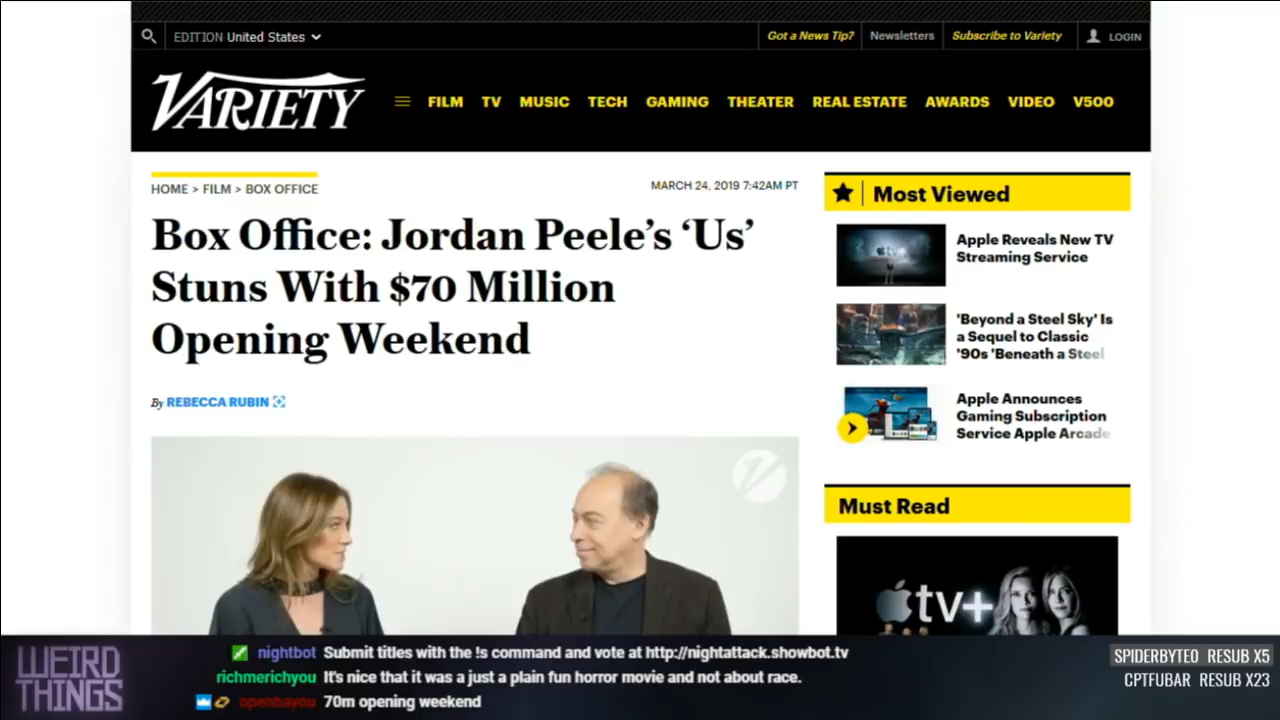 EDITION United States
Got a News Tip?
Newsletters
Subscribe to Variety
LOGIN
VARIETY
FILM TV MUSIC TECH GAMING THEATER REAL ESTATE AWARDS VIDEO V500
HOME > FILM > BOX OFFICE
MARCH 24, 2019 7:42AM PT
Box Office: Jordan Peele's ‘Us’
Stuns With $70 Million
Opening Weekend
By REBECCA RUBIN
Most Viewed
Apple Reveals New TV
Streaming Service
'Beyond a Steel Sky' Is
a Sequel to Classic
'90s 'Beneath a Steel
Apple Announces
Gaming Subscription
Service Apple Arcade
Must Read
tv+
WEIRD
THINGS
nightbot Submit titles with the !s command and vote at http://nightattack.showbot.tv
richmerichyou It's nice that it was a just a plain fun horror movie and not about race.
openbayou 70m opening weekend
SPIDERBYTE0 RESUB X5
CPTFUBAR RESUB X23